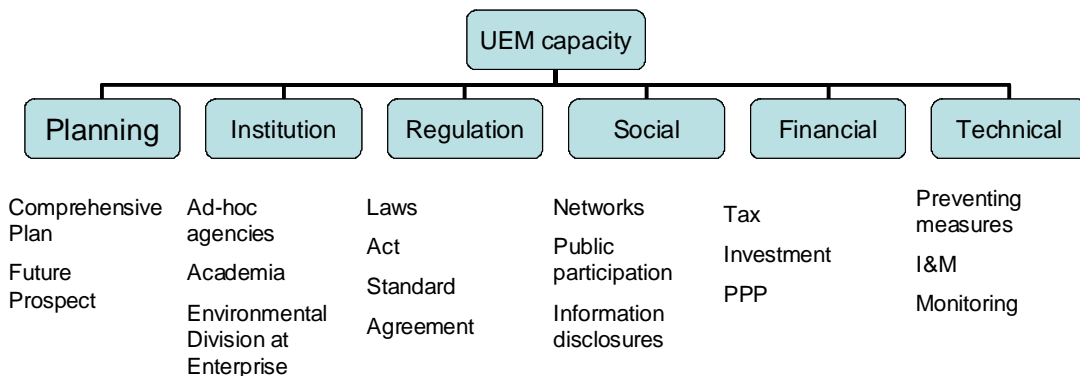 UEM capacity
Planning
Institution
Regulation
Social
Financial
Technical
Comprehensive
Plan
Future
Prospect
Ad-hoc
agencies
Academia
Environmental
Division at
Enterprise
Laws
Act
Standard
Agreement
Networks
Public
participation
Information
disclosures
Tax
Investment
PPP
Preventing
measures
I&M
Monitoring